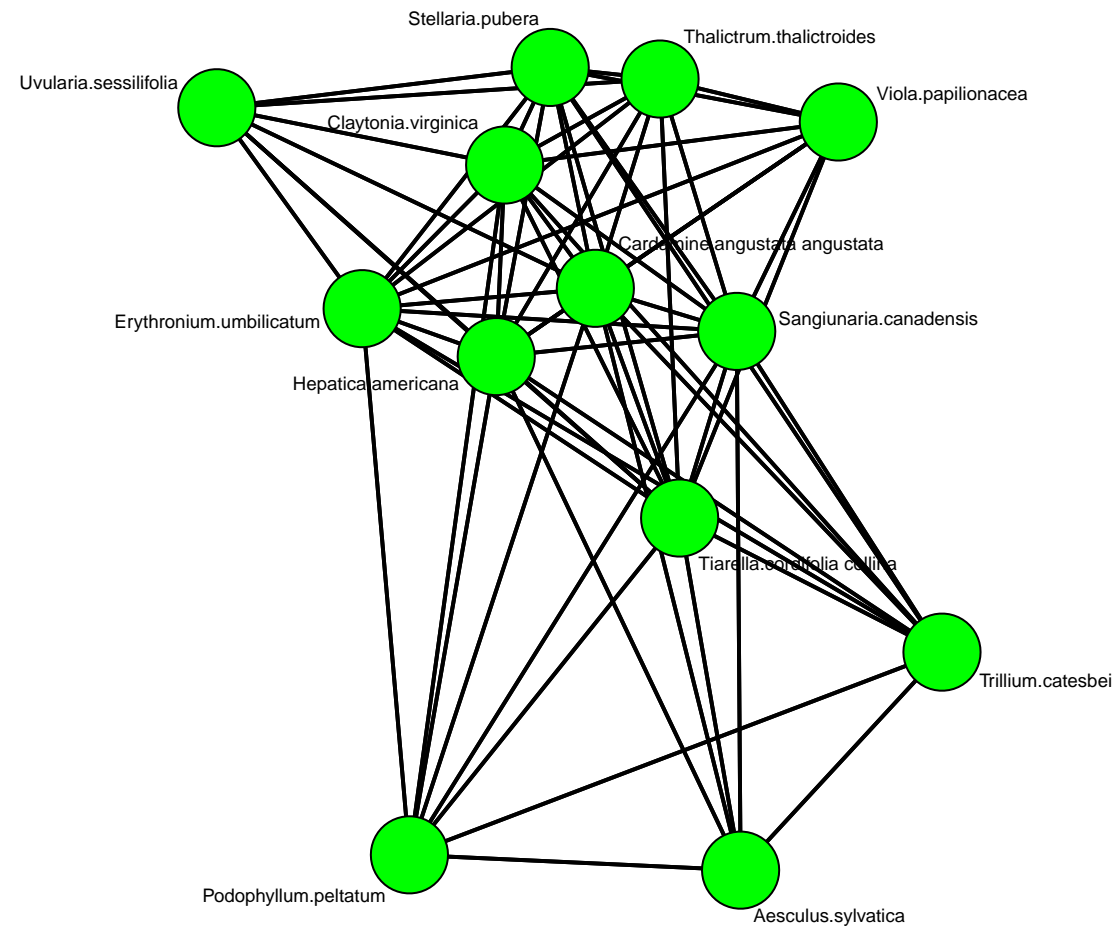 Stellaria.pubera
Thalictrum.thalictroides
Uvularia.sessilifolia
Viola.papilionacea
Claytonia.virginica
Cardamine.angustata angustata
Erythronium.umbilicatum
Sangiunaria.canadensis
Hepatica.americana
Tiarella.cordifolia collina
Trillium.catesbei
Podophyllum.peltatum
Aesculus.sylvatica